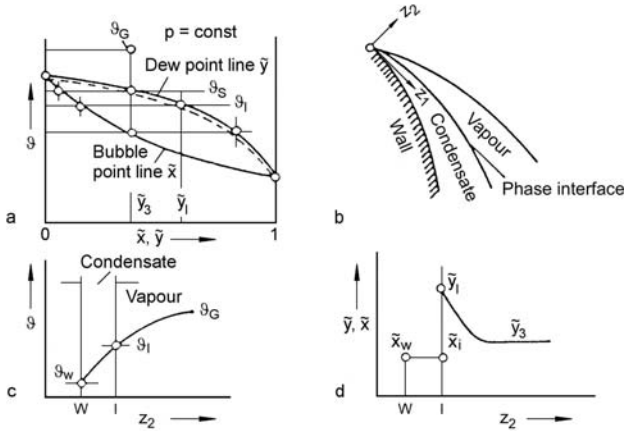 ϑG
p = const
Dew point line ỹ
ϑS
ϑI
ϑ
Bubble
point line x̃
a
ỹ3
ỹI
0
x̃, ỹ
1
z2
z1
Wall
Condensate
Vapour
Phase interface
b
Condensate
Vapour
ϑ
ϑG
ϑI
ϑw
c
W
I
z2
ỹ, x̃
ỹI
ỹ3
x̃w
x̃i
d
W
I
z2